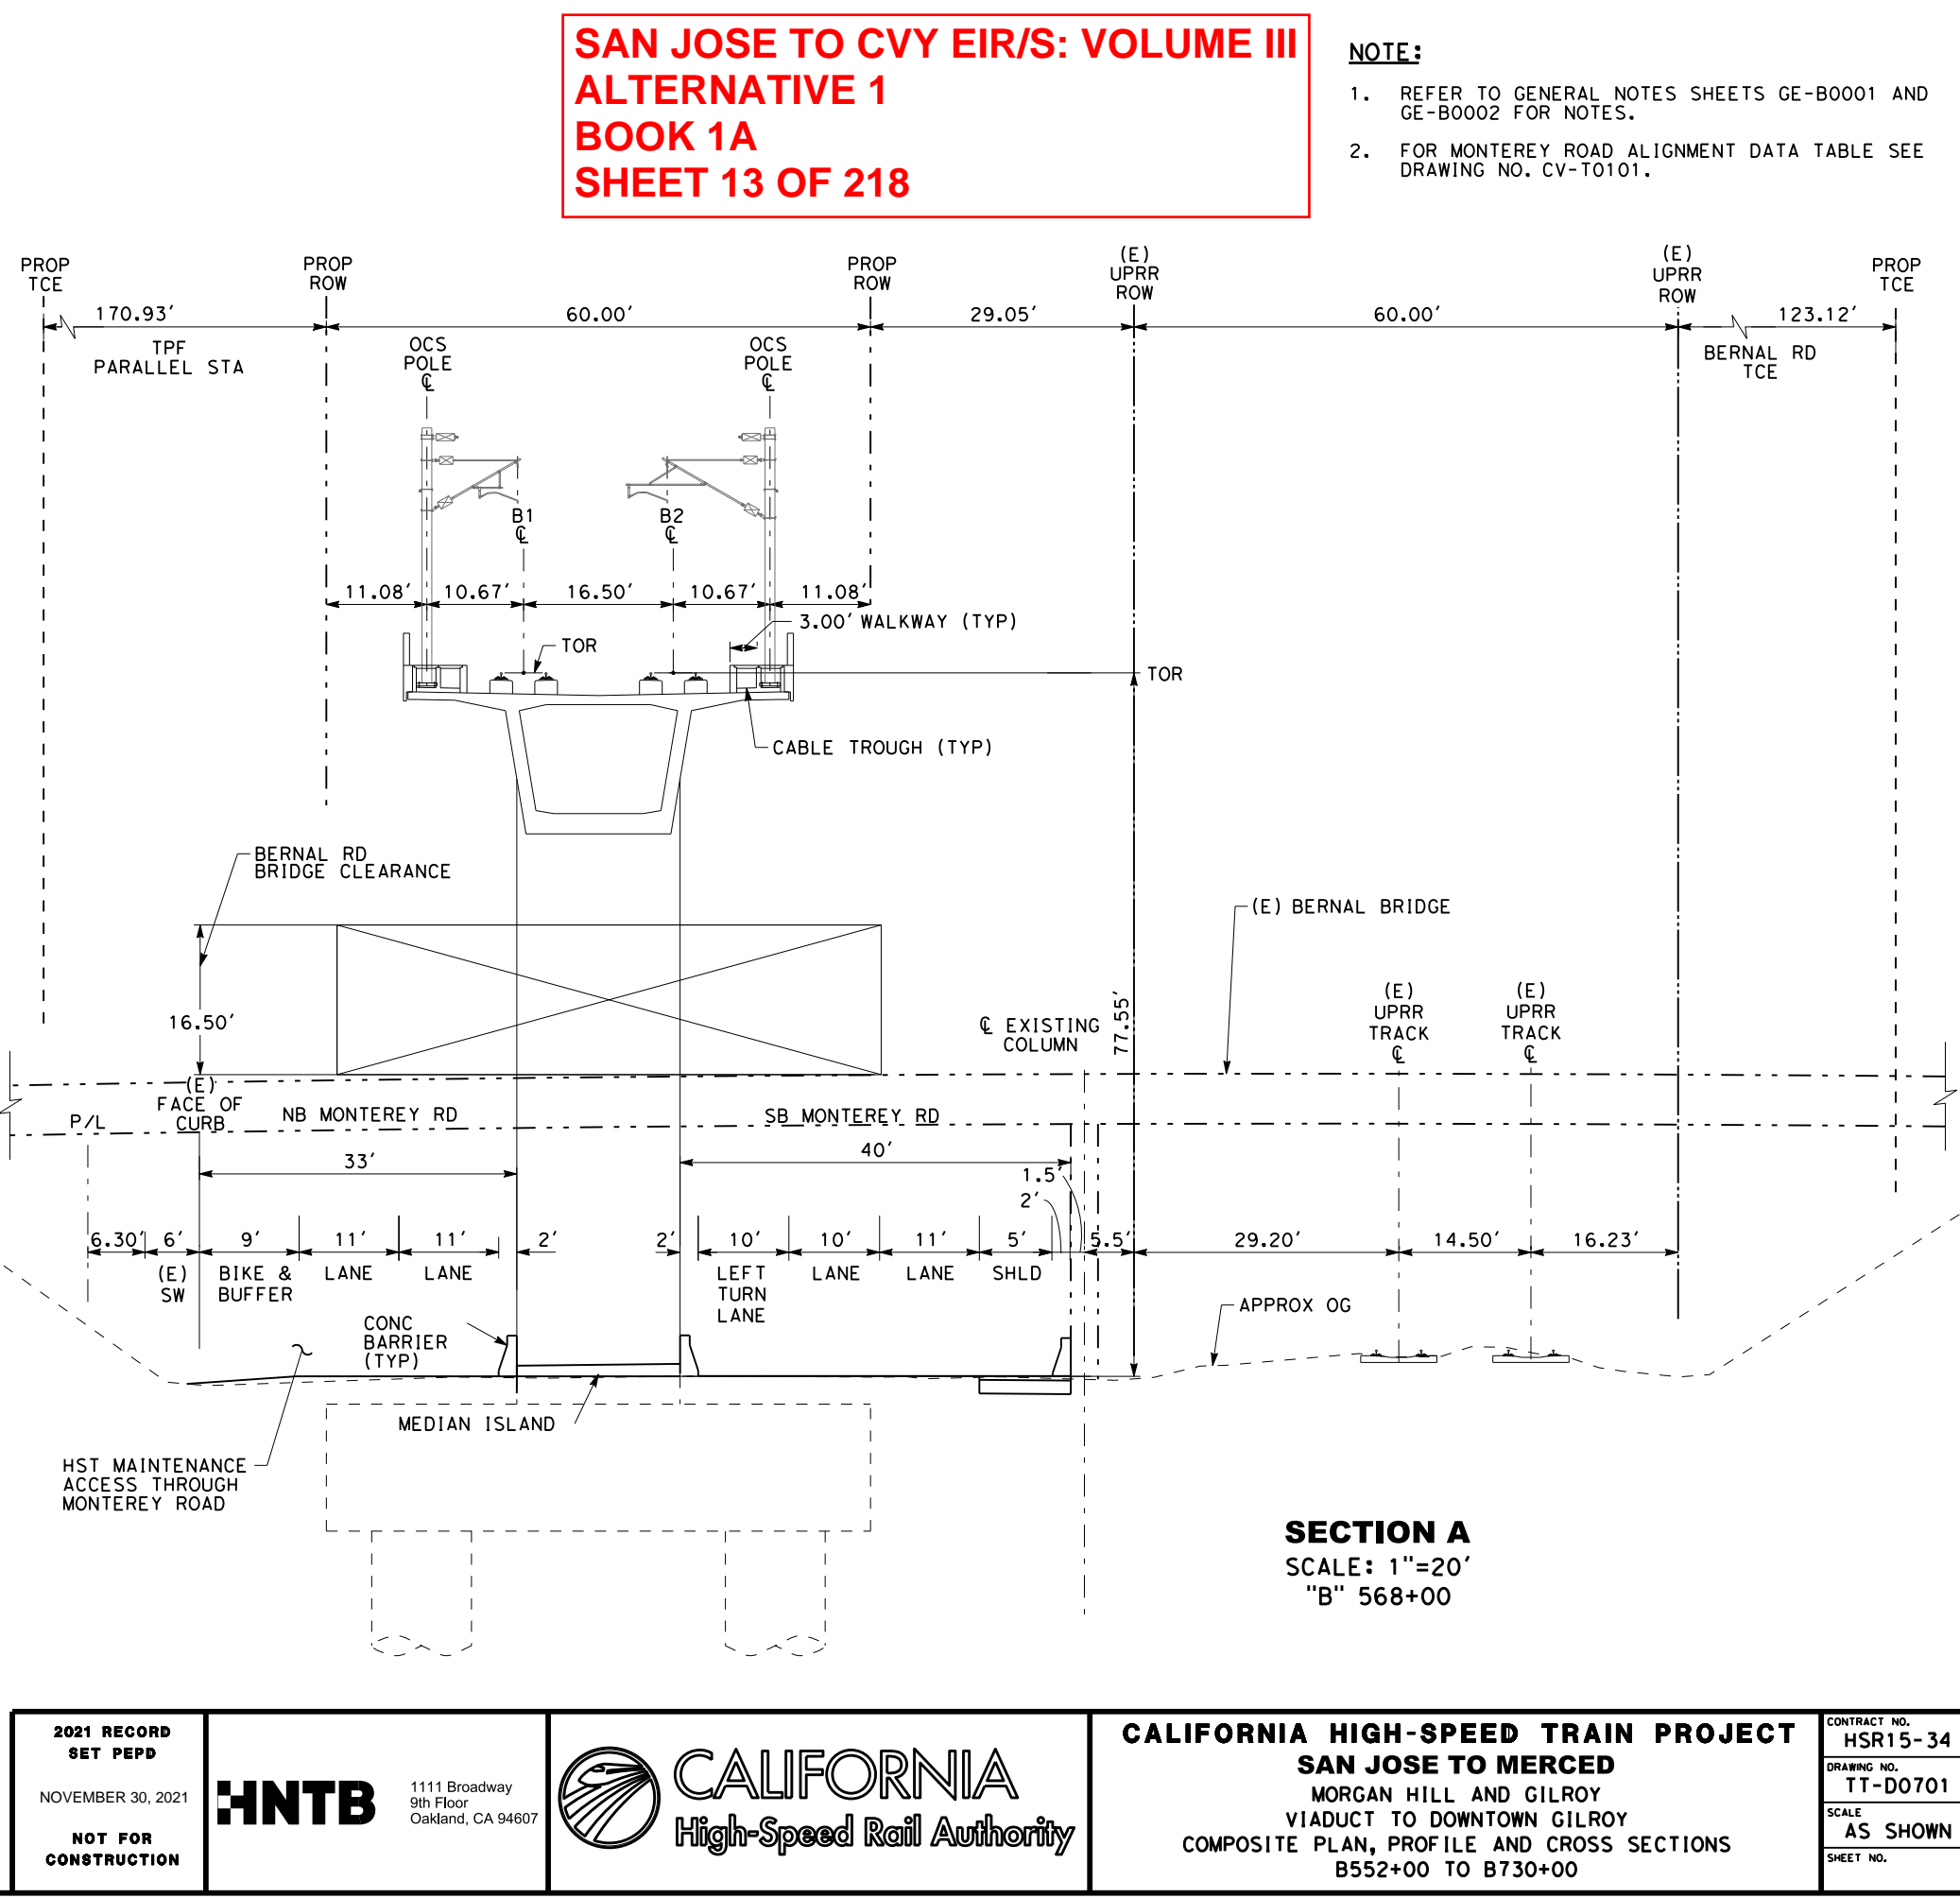 SAN JOSE TO CVY EIR/S: VOLUME III
ALTERNATIVE 1
BOOK 1A
SHEET 13 OF 218
NOTE:
1. REFER TO GENERAL NOTES SHEETS GE-B0001 AND
GE-B0002 FOR NOTES.
2. FOR MONTEREY ROAD ALIGNMENT DATA TABLE SEE
DRAWING NO. CV-T0101.
PROP
TCE
PROP
ROW
PROP
ROW
(E)
UPRR
ROW
(E)
UPRR
ROW
PROP
TCE
170.93′
60.00′
29.05′
60.00′
123.12′
TPF
PARALLEL STA
OCS
POLE
℄
OCS
POLE
℄
BERNAL RD
TCE
B1
℄
B2
℄
11.08′
10.67′
16.50′
10.67′
11.08′
3.00′ WALKWAY (TYP)
TOR
TOR
CABLE TROUGH (TYP)
BERNAL RD
BRIDGE CLEARANCE
(E) BERNAL BRIDGE
16.50′
℄ EXISTING
COLUMN
77.55′
(E)
UPRR
TRACK
℄
(E)
UPRR
TRACK
℄
(E)
FACE OF
CURB
P/L
NB MONTEREY RD
SB MONTEREY RD
33′
40′
1.5′
2′
6.30′
6′
9′
11′
11′
2′
2′
10′
10′
11′
5′
5.5′
29.20′
14.50′
16.23′
(E)
SW
BIKE &
BUFFER
LANE
LANE
LEFT
TURN
LANE
LANE
LANE
SHLD
CONC
BARRIER
(TYP)
APPROX OG
MEDIAN ISLAND
HST MAINTENANCE
ACCESS THROUGH
MONTEREY ROAD
SECTION A
SCALE: 1"=20′
"B" 568+00
2021 RECORD
SET PEPD
NOVEMBER 30, 2021
NOT FOR
CONSTRUCTION
HNTB
1111 Broadway
9th Floor
Oakland, CA 94607
CALIFORNIA
High-Speed Rail Authority
CALIFORNIA HIGH-SPEED TRAIN PROJECT
SAN JOSE TO MERCED
MORGAN HILL AND GILROY
VIADUCT TO DOWNTOWN GILROY
COMPOSITE PLAN, PROFILE AND CROSS SECTIONS
B552+00 TO B730+00
CONTRACT NO.
HSR15-34
DRAWING NO.
TT-D0701
SCALE
AS SHOWN
SHEET NO.